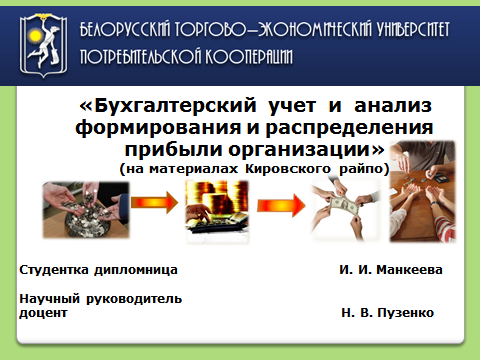 БЕЛОРУССКИЙ ТОРГОВО-ЭКОНОМИЧЕСКИЙ УНИВЕРСИТЕТ
ПОТРЕБИТЕЛЬСКОЙ КООПЕРАЦИИ
«Бухгалтерский учет и анализ
формирования и распределения
прибыли организации»
(на материалах Кировского райпо)
Студентка дипломница И. И. Манкеева
Научный руководитель
доцент Н. В. Пузенко